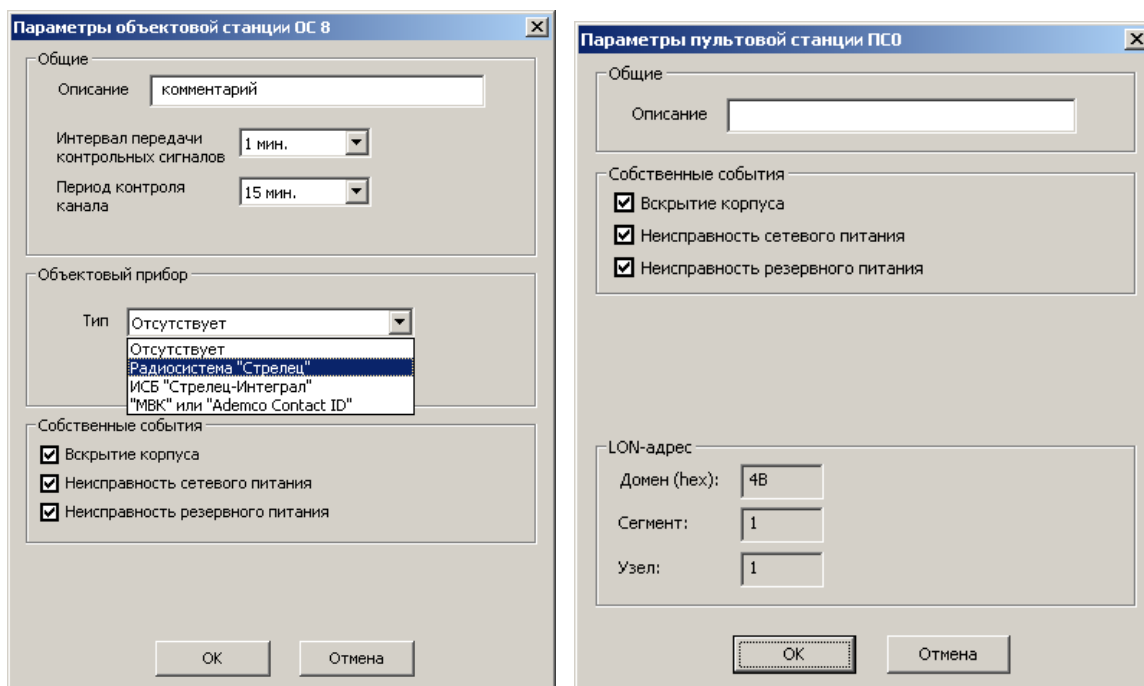 Параметры объектовой станции ОС 8
Общие
Описание
комментарий
Интервал передачи
контрольных сигналов
1 мин.
Период контроля
канала
15 мин.
Объектовый прибор
Тип
Отсутствует
Отсутствует
Радиосистема "Стрелец"
ИСБ "Стрелец-Интеграл"
"МВК" или "Ademco Contact ID"
Собственные события
Вскрытие корпуса
Неисправность сетевого питания
Неисправность резервного питания
OK
Отмена
Параметры пультовой станции ПС0
Общие
Описание
Собственные события
Вскрытие корпуса
Неисправность сетевого питания
Неисправность резервного питания
LON-адрес
Домен (hex):
4B
Сегмент:
1
Узел:
1
OK
Отмена